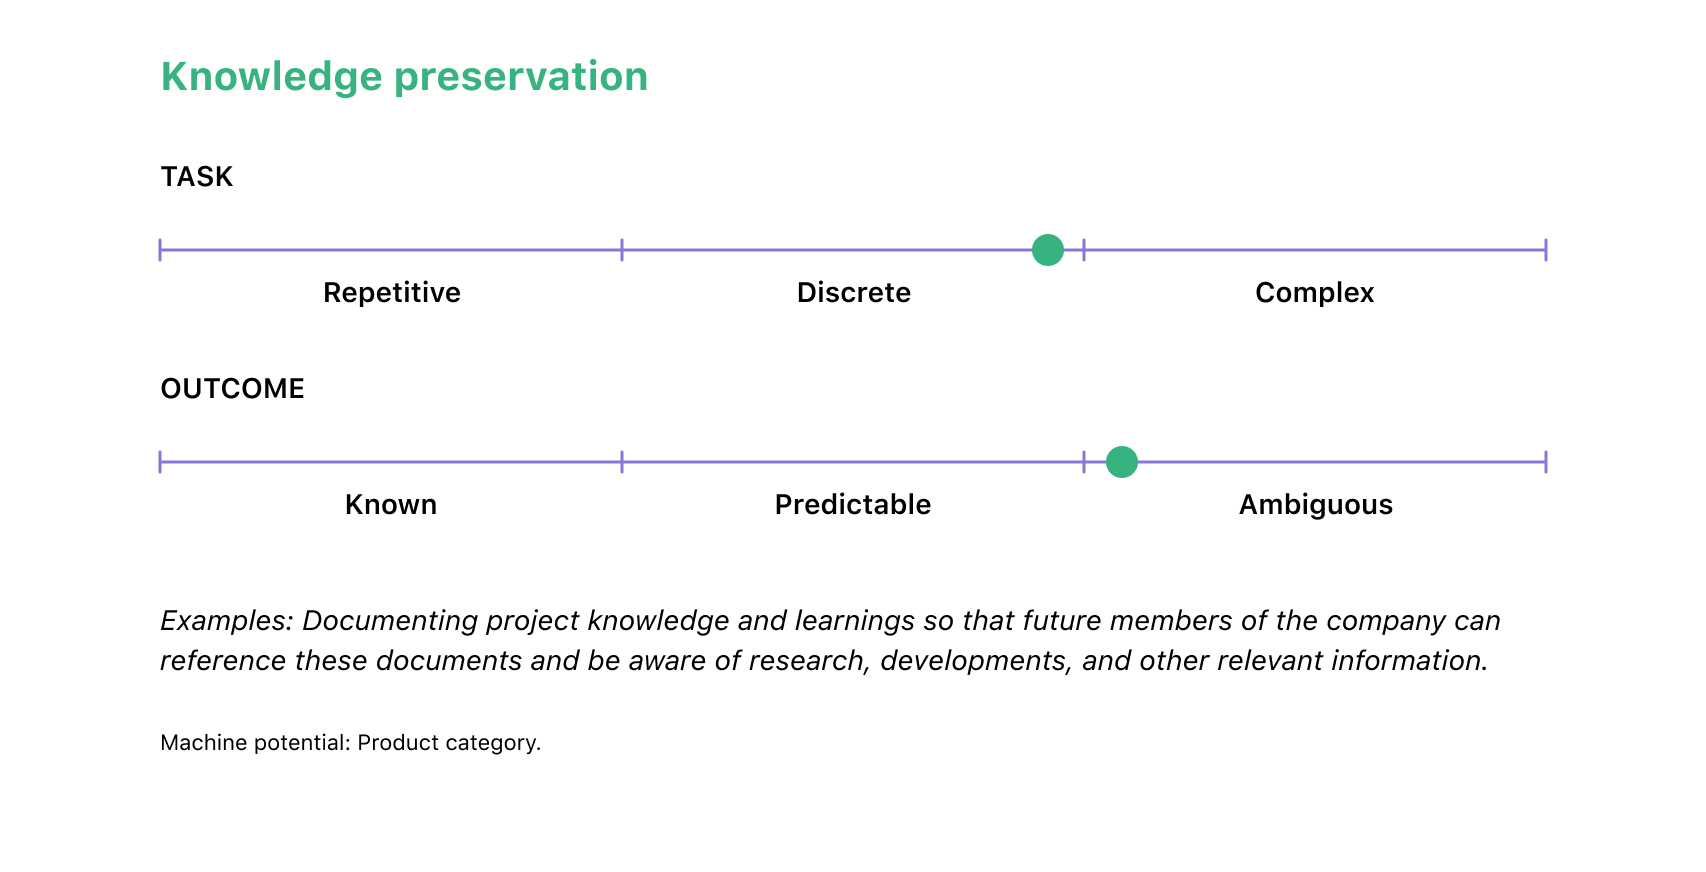 Knowledge preservation
TASK
Repetitive Discrete Complex
OUTCOME
Known Predictable Ambiguous
Examples: Documenting project knowledge and learnings so that future members of the company can
reference these documents and be aware of research, developments, and other relevant information.
Machine potential: Product category.